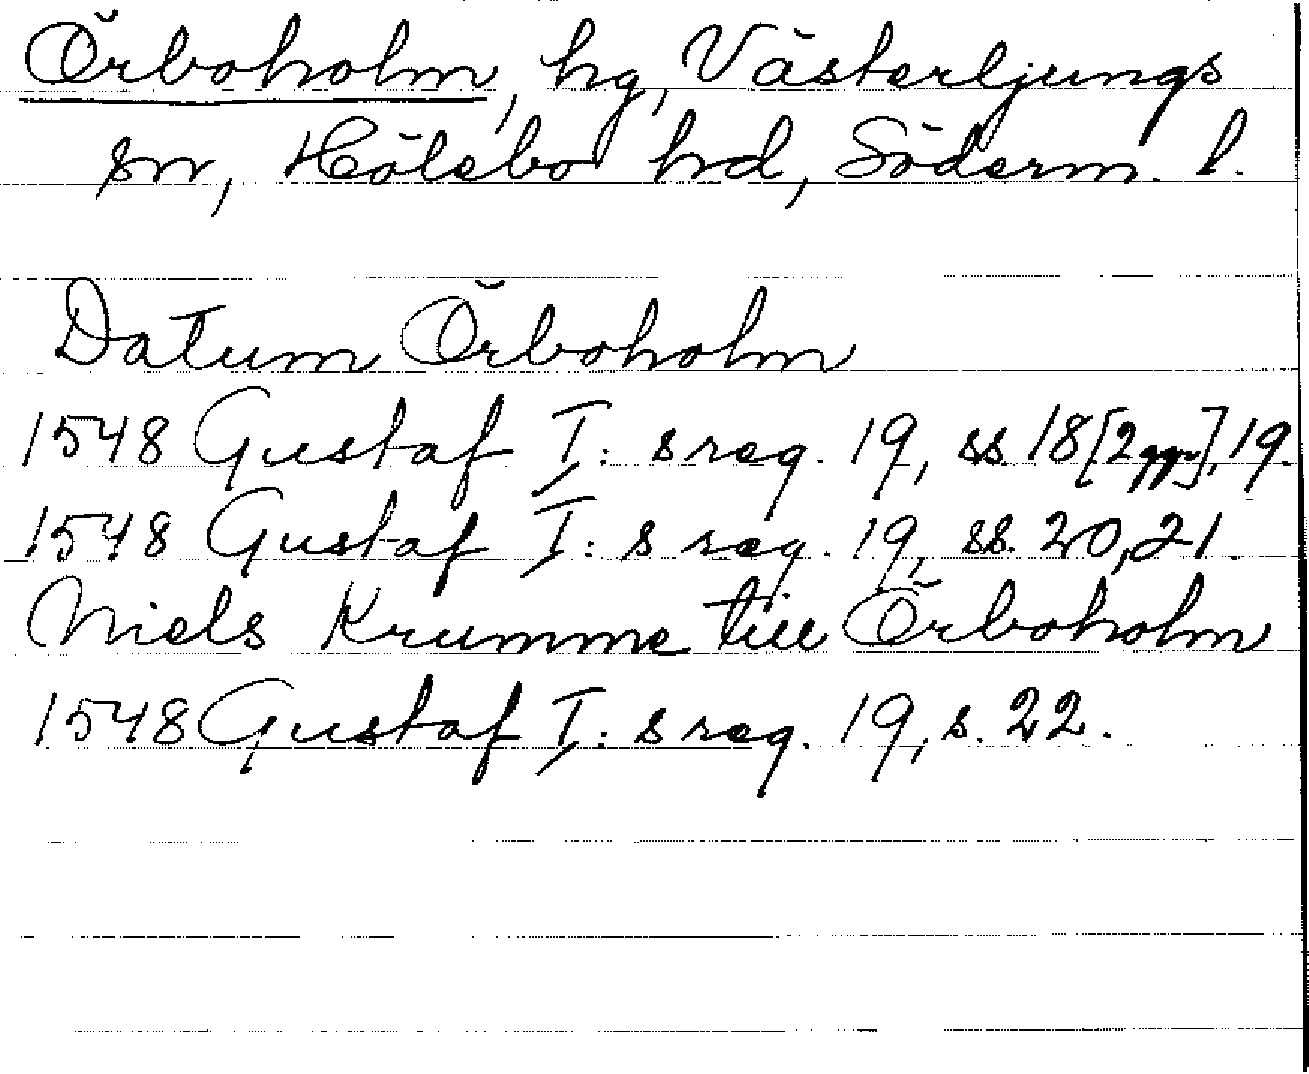 Örboholm, hg, Västerljungs
sn, Hölebo hd, Söderm. l.
Datum Örboholm
1548 Gustaf I: s reg. 19, ss 18 [2 ggr], 19.
1548 Gustaf I: s reg. 19, ss. 20, 21.
Niels Krumme till Örboholm
1548 Gustaf I: s reg. 19, s. 22.